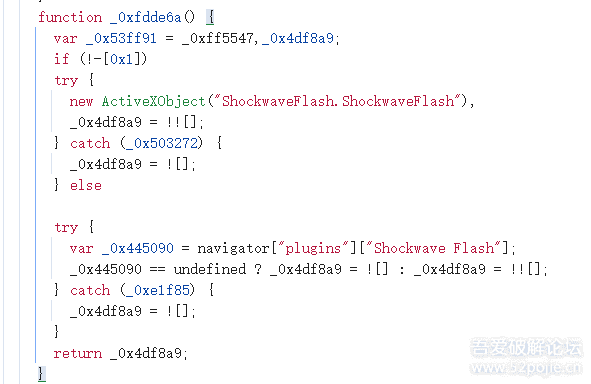 function _0xfdde6a() {
var _0x53ff91 = _0xff5547,_0x4df8a9;
if (!-[0x1])
try {
new ActiveXObject("ShockwaveFlash.ShockwaveFlash"),
_0x4df8a9 = !![];
} catch (_0x503272) {
_0x4df8a9 = ![];
} else
try {
var _0x445090 = navigator["plugins"]["Shockwave Flash"];
_0x445090 == undefined ? _0x4df8a9 = ![] : _0x4df8a9 = !![];
} catch (_0xe1f85) {
_0x4df8a9 = ![];
}
return _0x4df8a9;
}
吾爱破解论坛
www.52pojie.cn